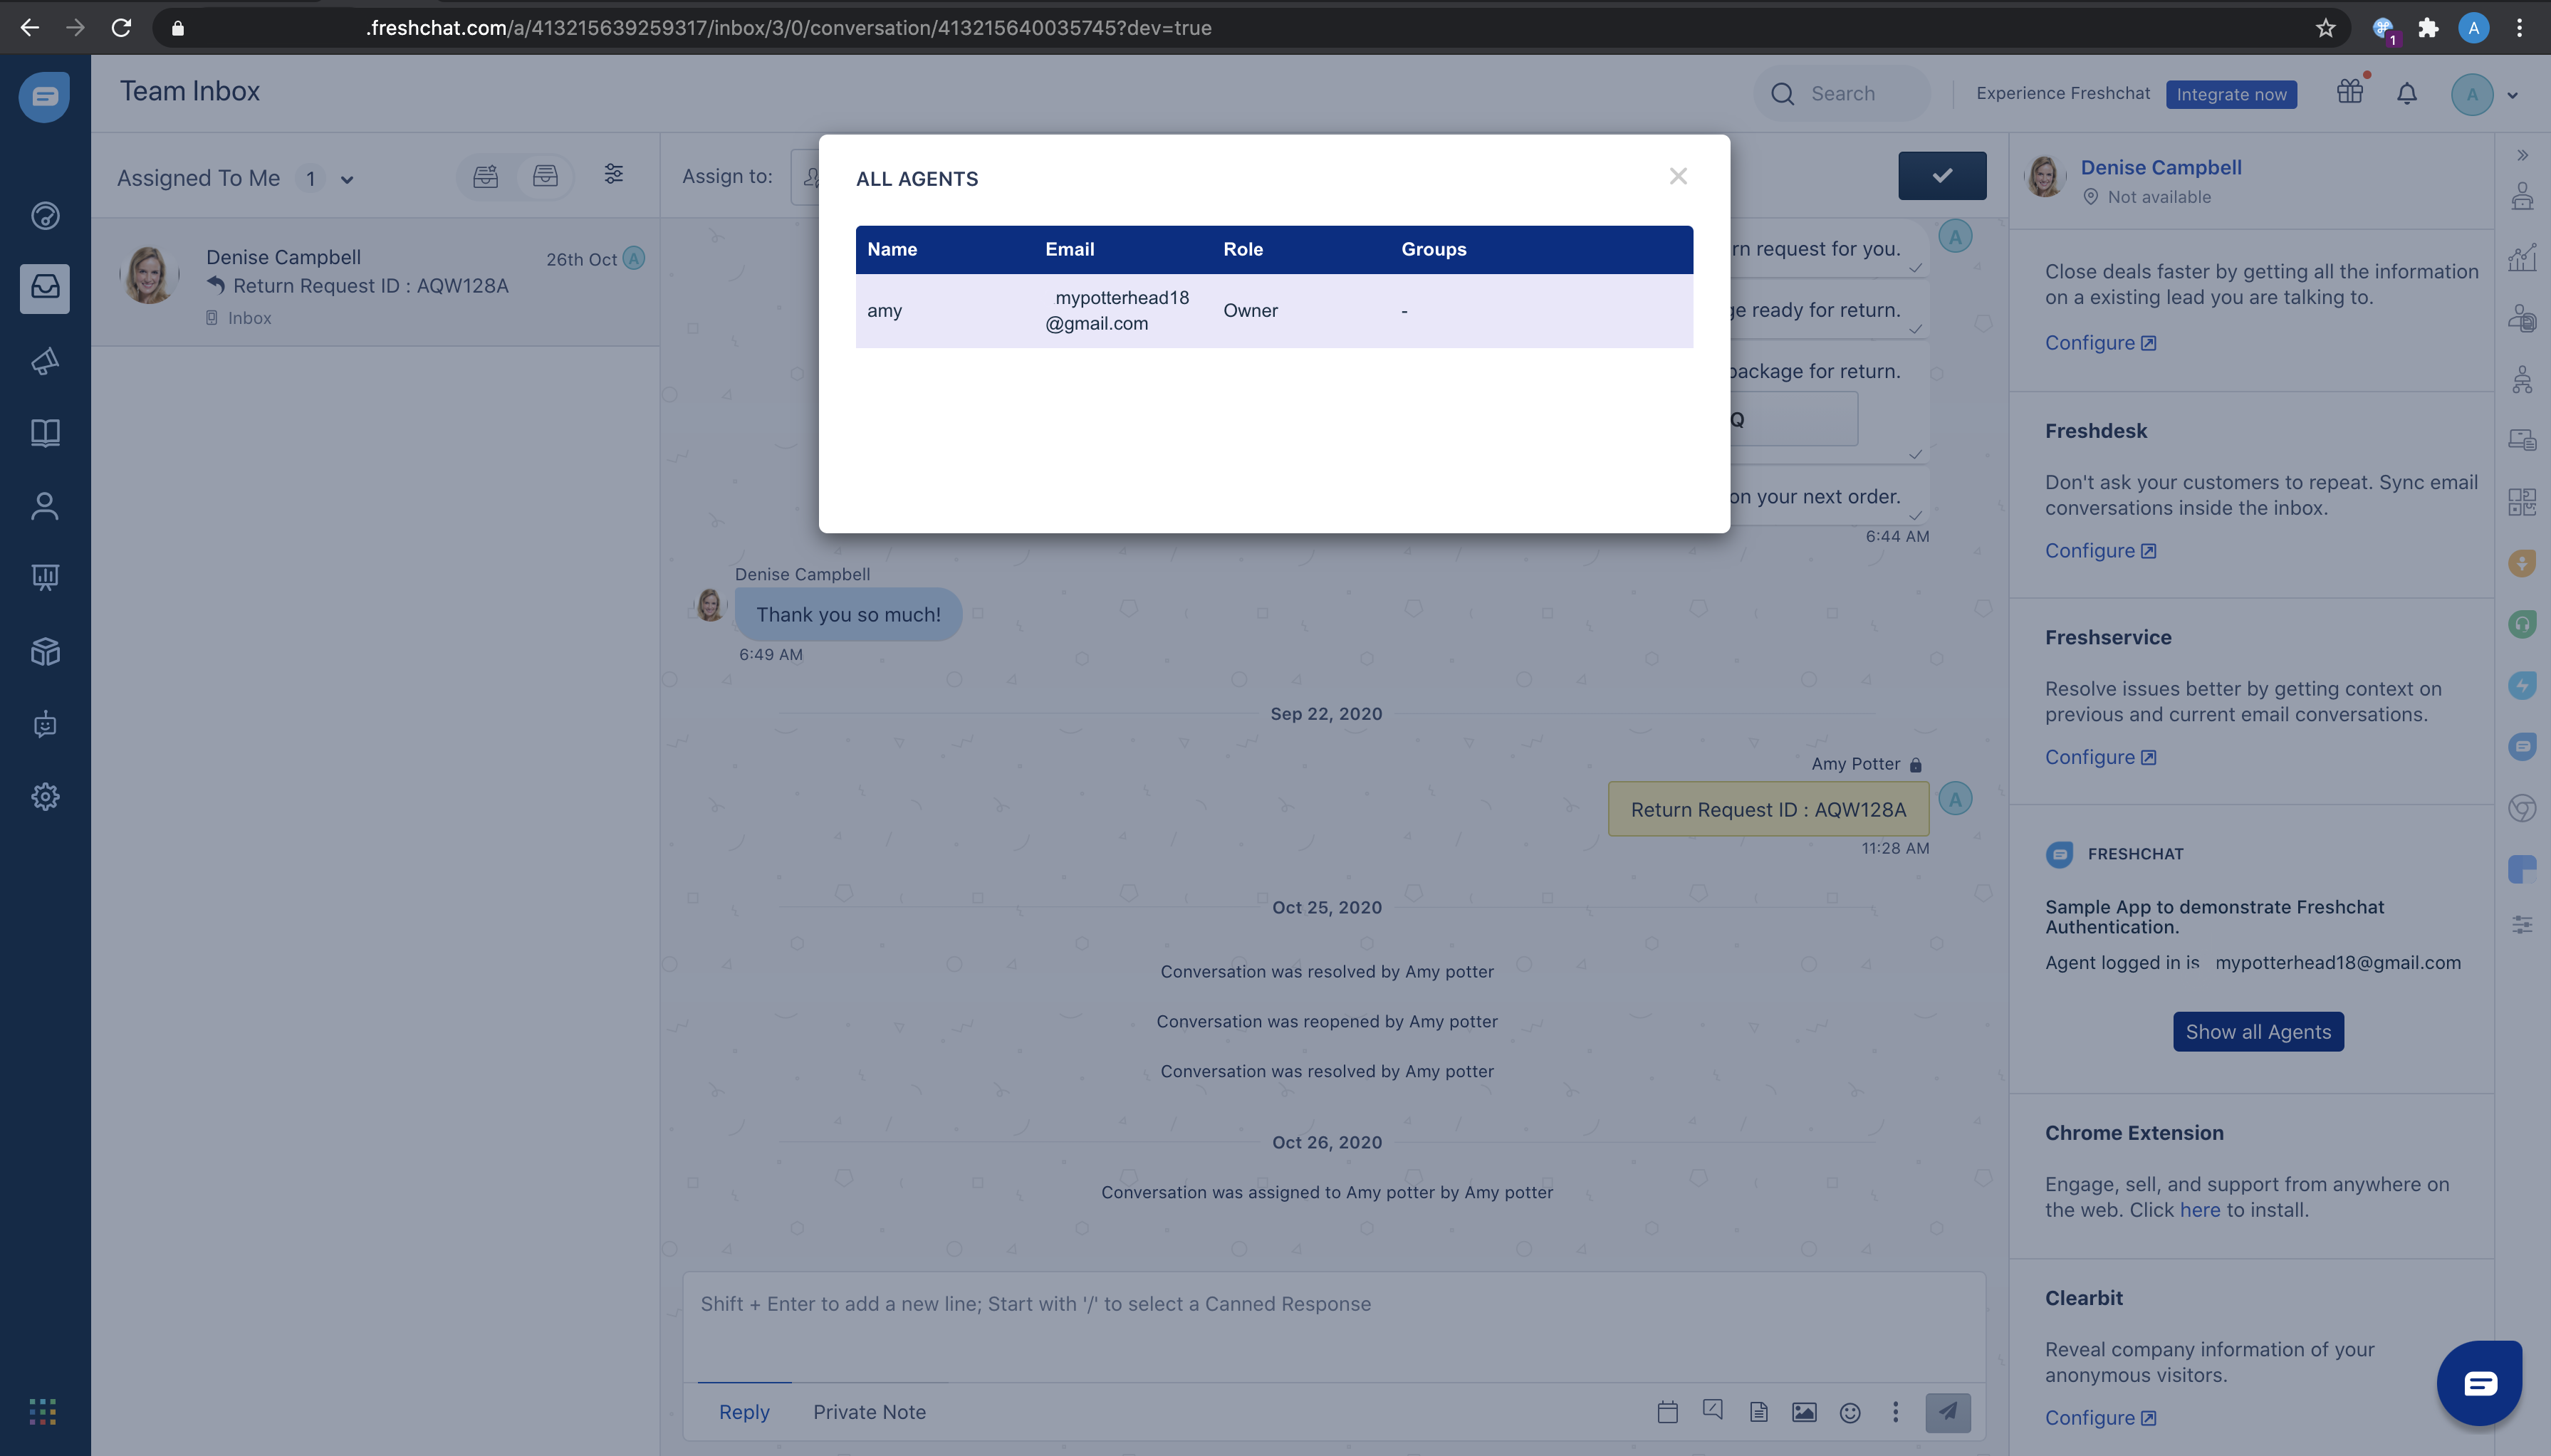 .freshchat.com/a/413215639259317/inbox/3/0/conversation/413215640035745?dev=true
1
A
Team Inbox
Search
Experience Freshchat
Integrate now
A
Assigned To Me 1
Denise Campbell
26th Oct A
Return Request ID : AQW128A
Inbox
Assign to:
ALL AGENTS
Name Email Role Groups
amy
mypotterhead18
@gmail.com
Owner
-
rn request for you.
A
ge ready for return.
package for return.
Q
on your next order.
6:44 AM
Denise Campbell
Thank you so much!
6:49 AM
Sep 22, 2020
Amy Potter
Return Request ID : AQW128A
A
11:28 AM
Oct 25, 2020
Conversation was resolved by Amy potter
Conversation was reopened by Amy potter
Conversation was resolved by Amy potter
Oct 26, 2020
Conversation was assigned to Amy potter by Amy potter
Shift + Enter to add a new line; Start with '/' to select a Canned Response
Reply
Private Note
Denise Campbell
Not available
Close deals faster by getting all the information
on a existing lead you are talking to.
Configure
Freshdesk
Don't ask your customers to repeat. Sync email
conversations inside the inbox.
Configure
Freshservice
Resolve issues better by getting context on
previous and current email conversations.
Configure
FRESHCHAT
Sample App to demonstrate Freshchat
Authentication.
Agent logged in is mypotterhead18@gmail.com
Show all Agents
Chrome Extension
Engage, sell, and support from anywhere on
the web. Click here to install.
Clearbit
Reveal company information of your
anonymous visitors.
Configure